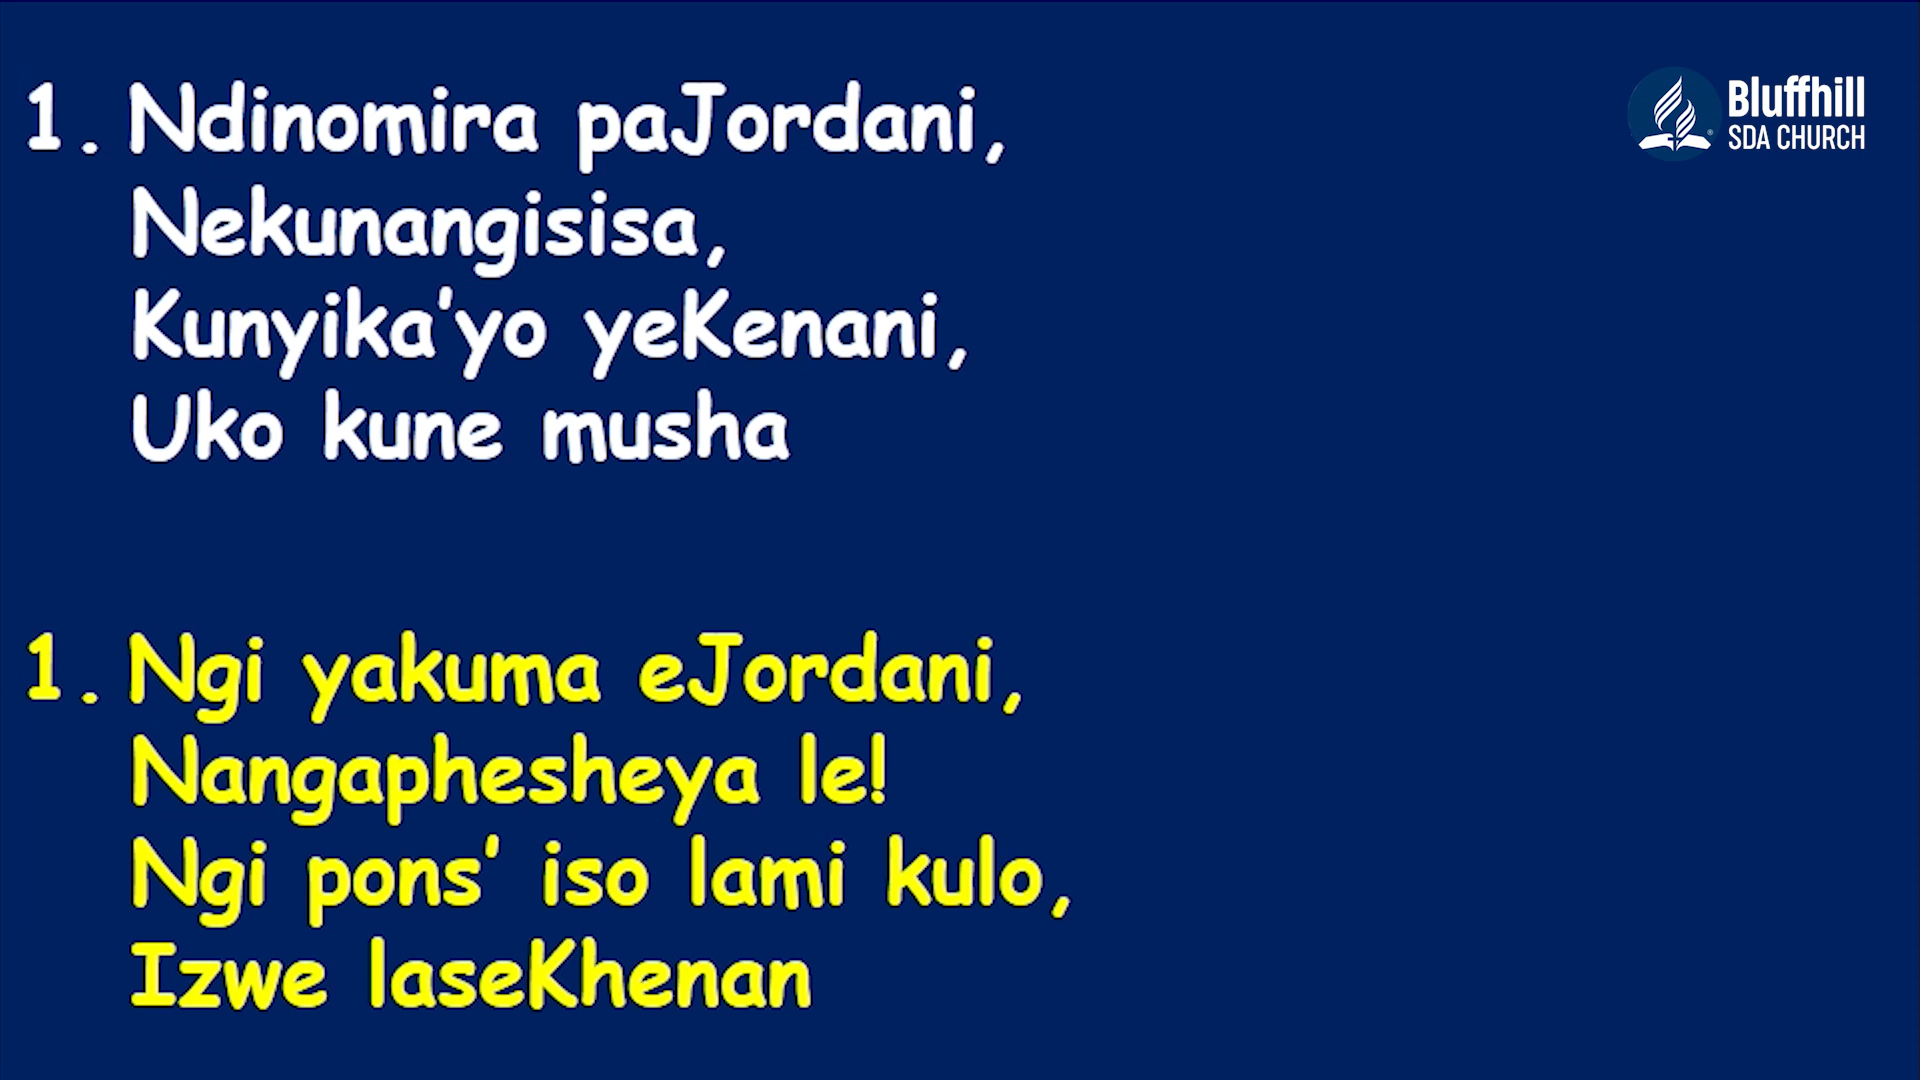 1. Ndinomira paJordani,
Nekunangisisa,
Kunyika'yo yeKenani,
Uko kune musha
Bluffhill
SDA CHURCH
1. Ngi yakuma eJordani,
Nangaphesheya le!
Ngi pons' iso lami kulo,
Izwe laseKhenan